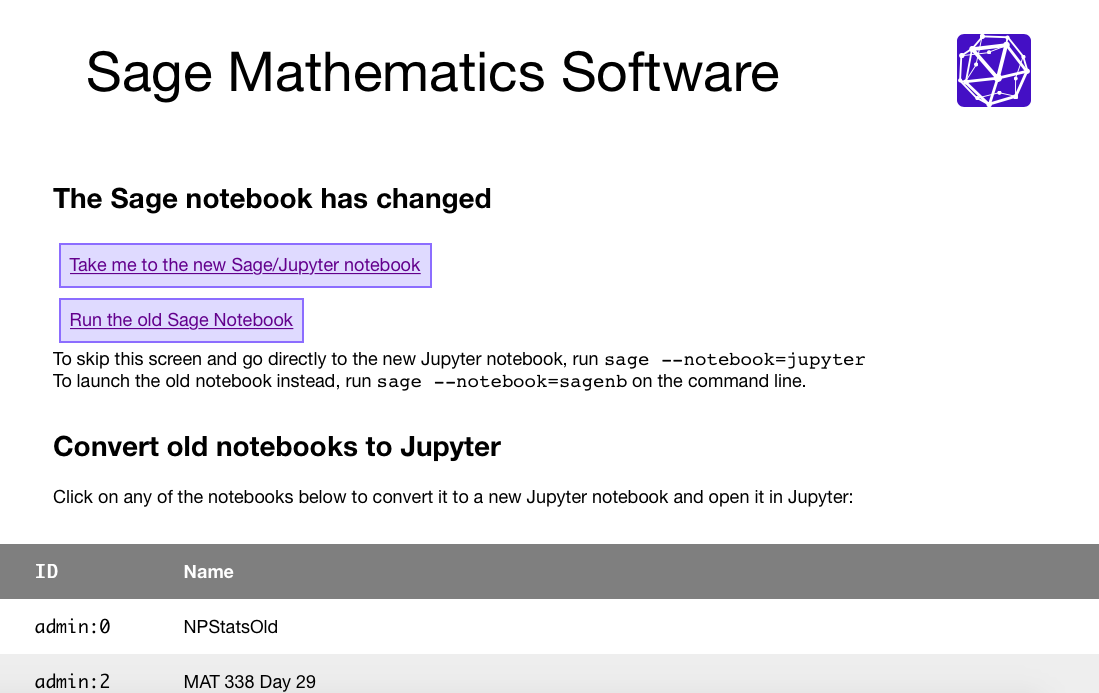 Sage Mathematics Software
The Sage notebook has changed
Take me to the new Sage/Jupyter notebook
Run the old Sage Notebook
To skip this screen and go directly to the new Jupyter notebook, run sage --notebook=jupyter
To launch the old notebook instead, run sage --notebook=sagenb on the command line.
Convert old notebooks to Jupyter
Click on any of the notebooks below to convert it to a new Jupyter notebook and open it in Jupyter:
ID Name
admin:0 NPStatsOld
admin:2 MAT 338 Day 29